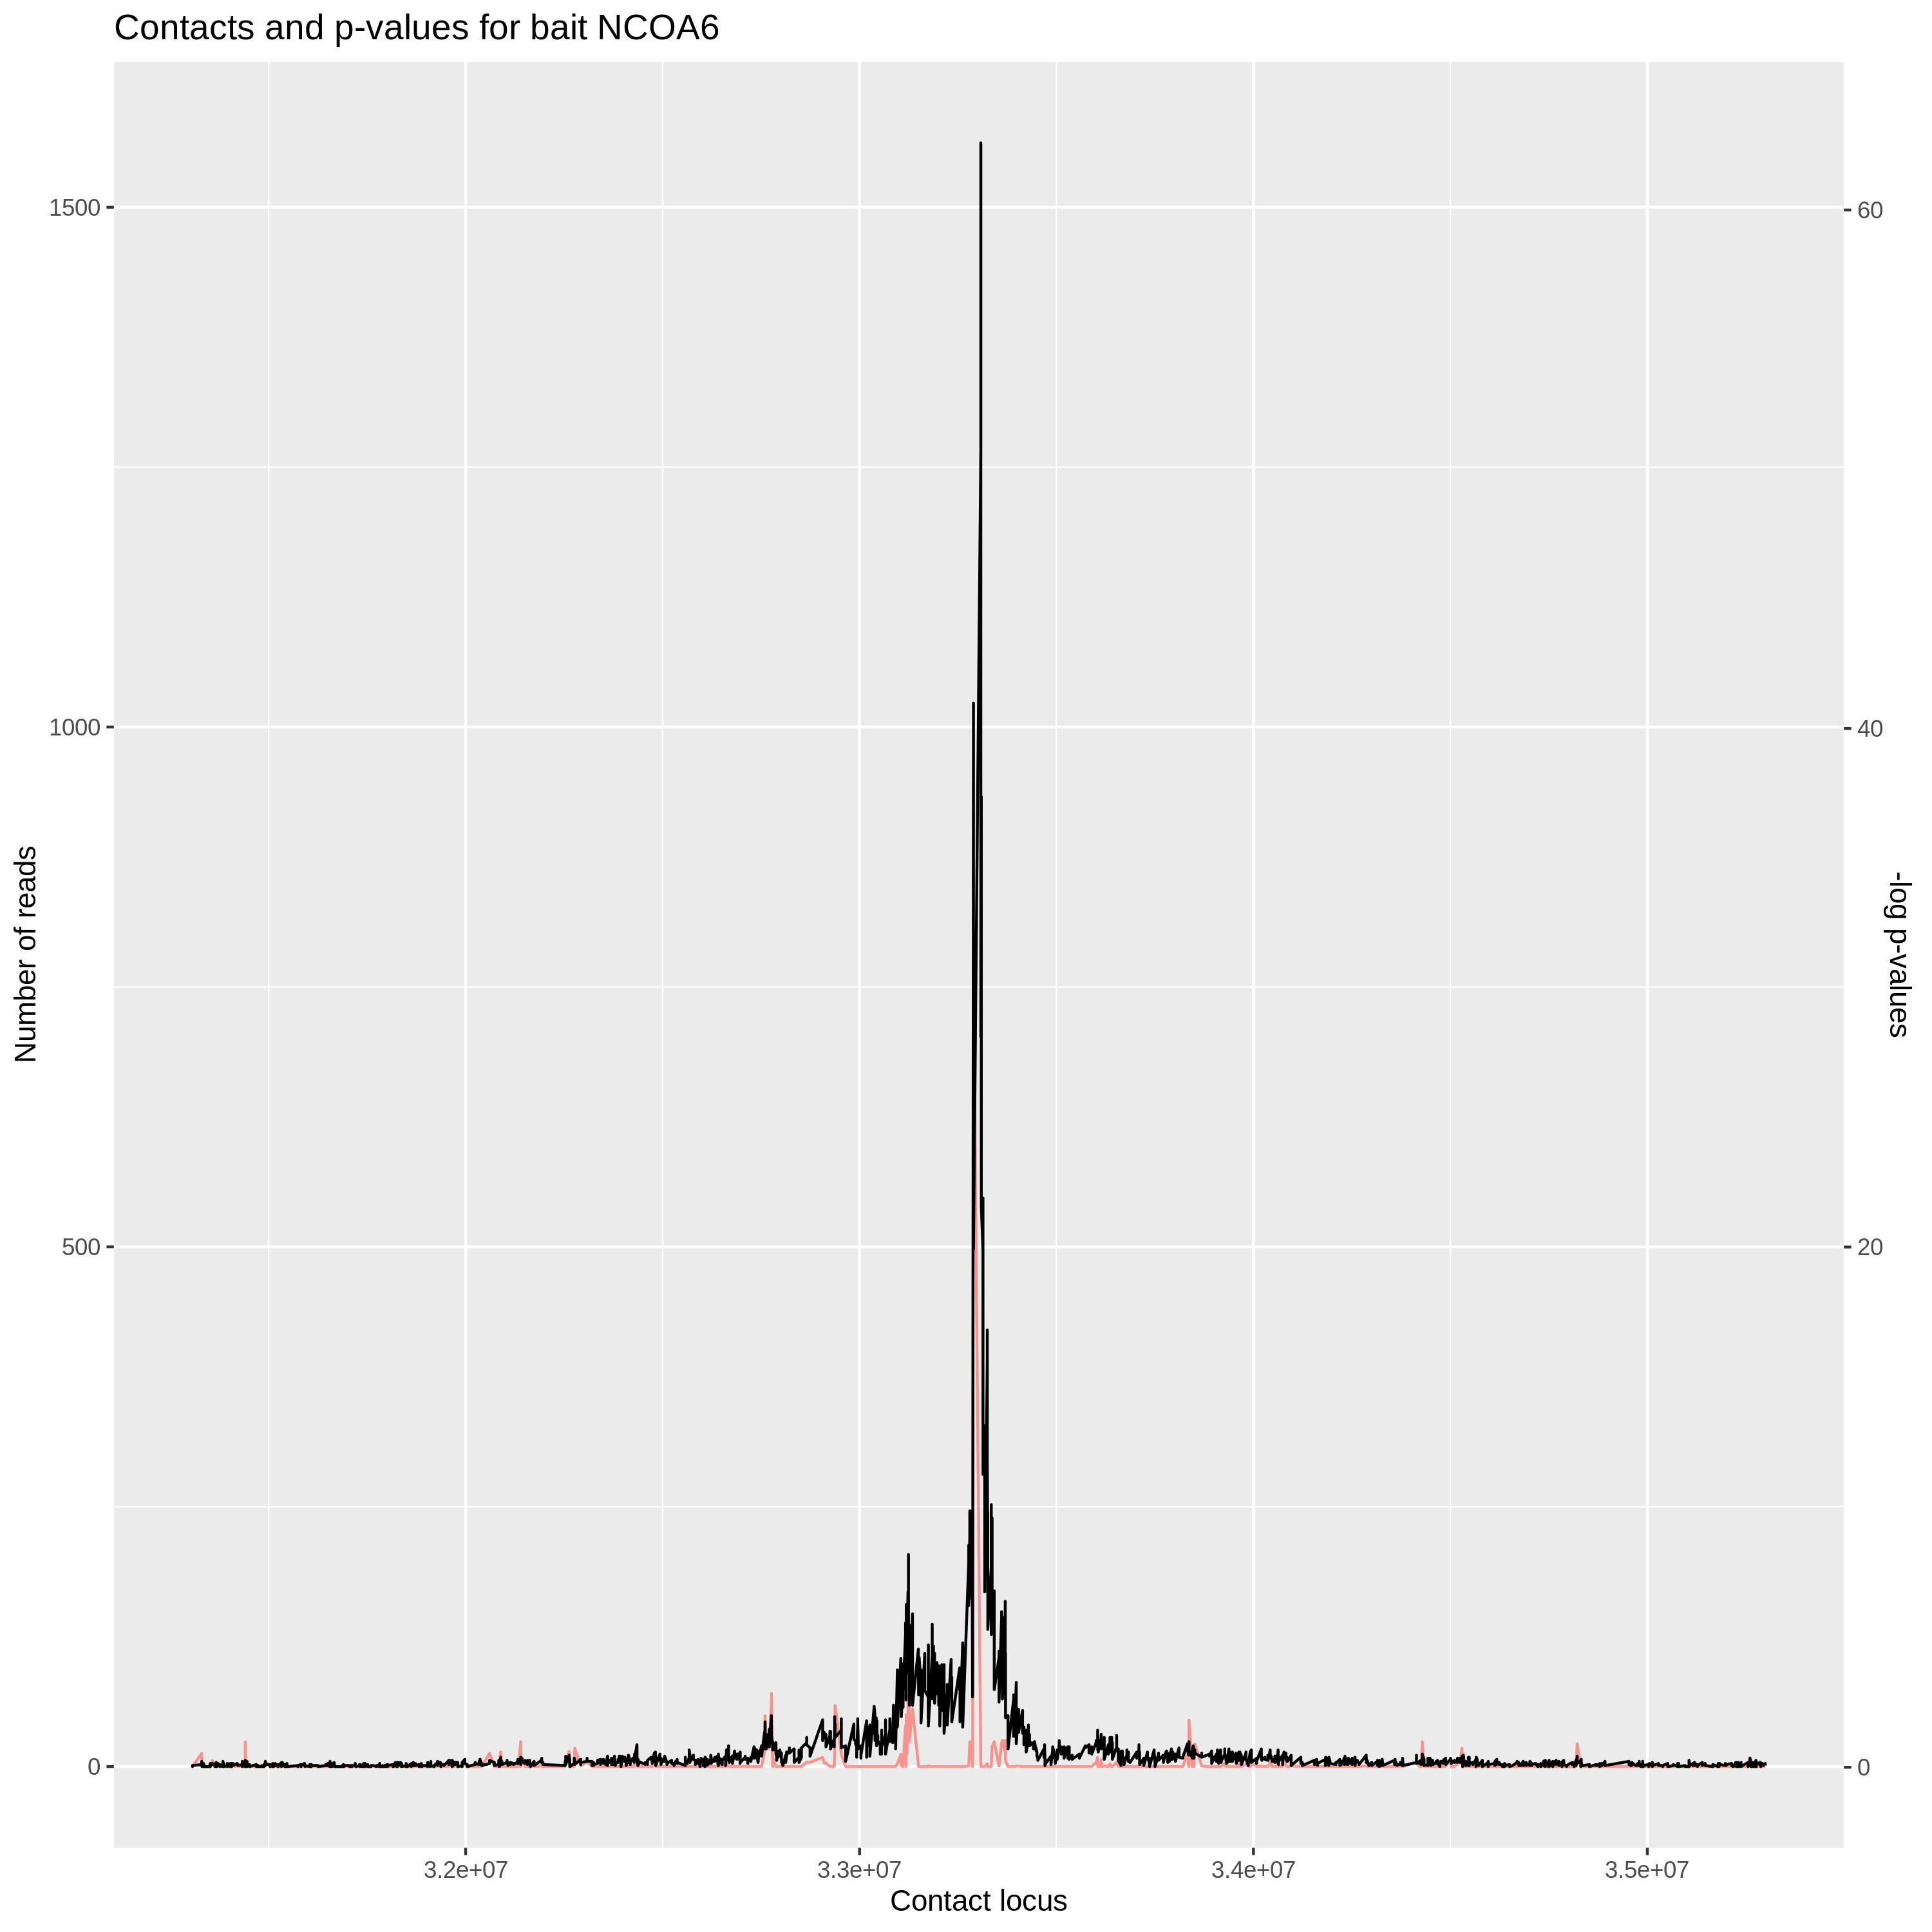 Contacts and p-values for bait NCOA6
Number of reads
1500
1000
500
0
60
40
20
0
-log p-values
3.2e+07
3.3e+07
3.4e+07
3.5e+07
Contact locus